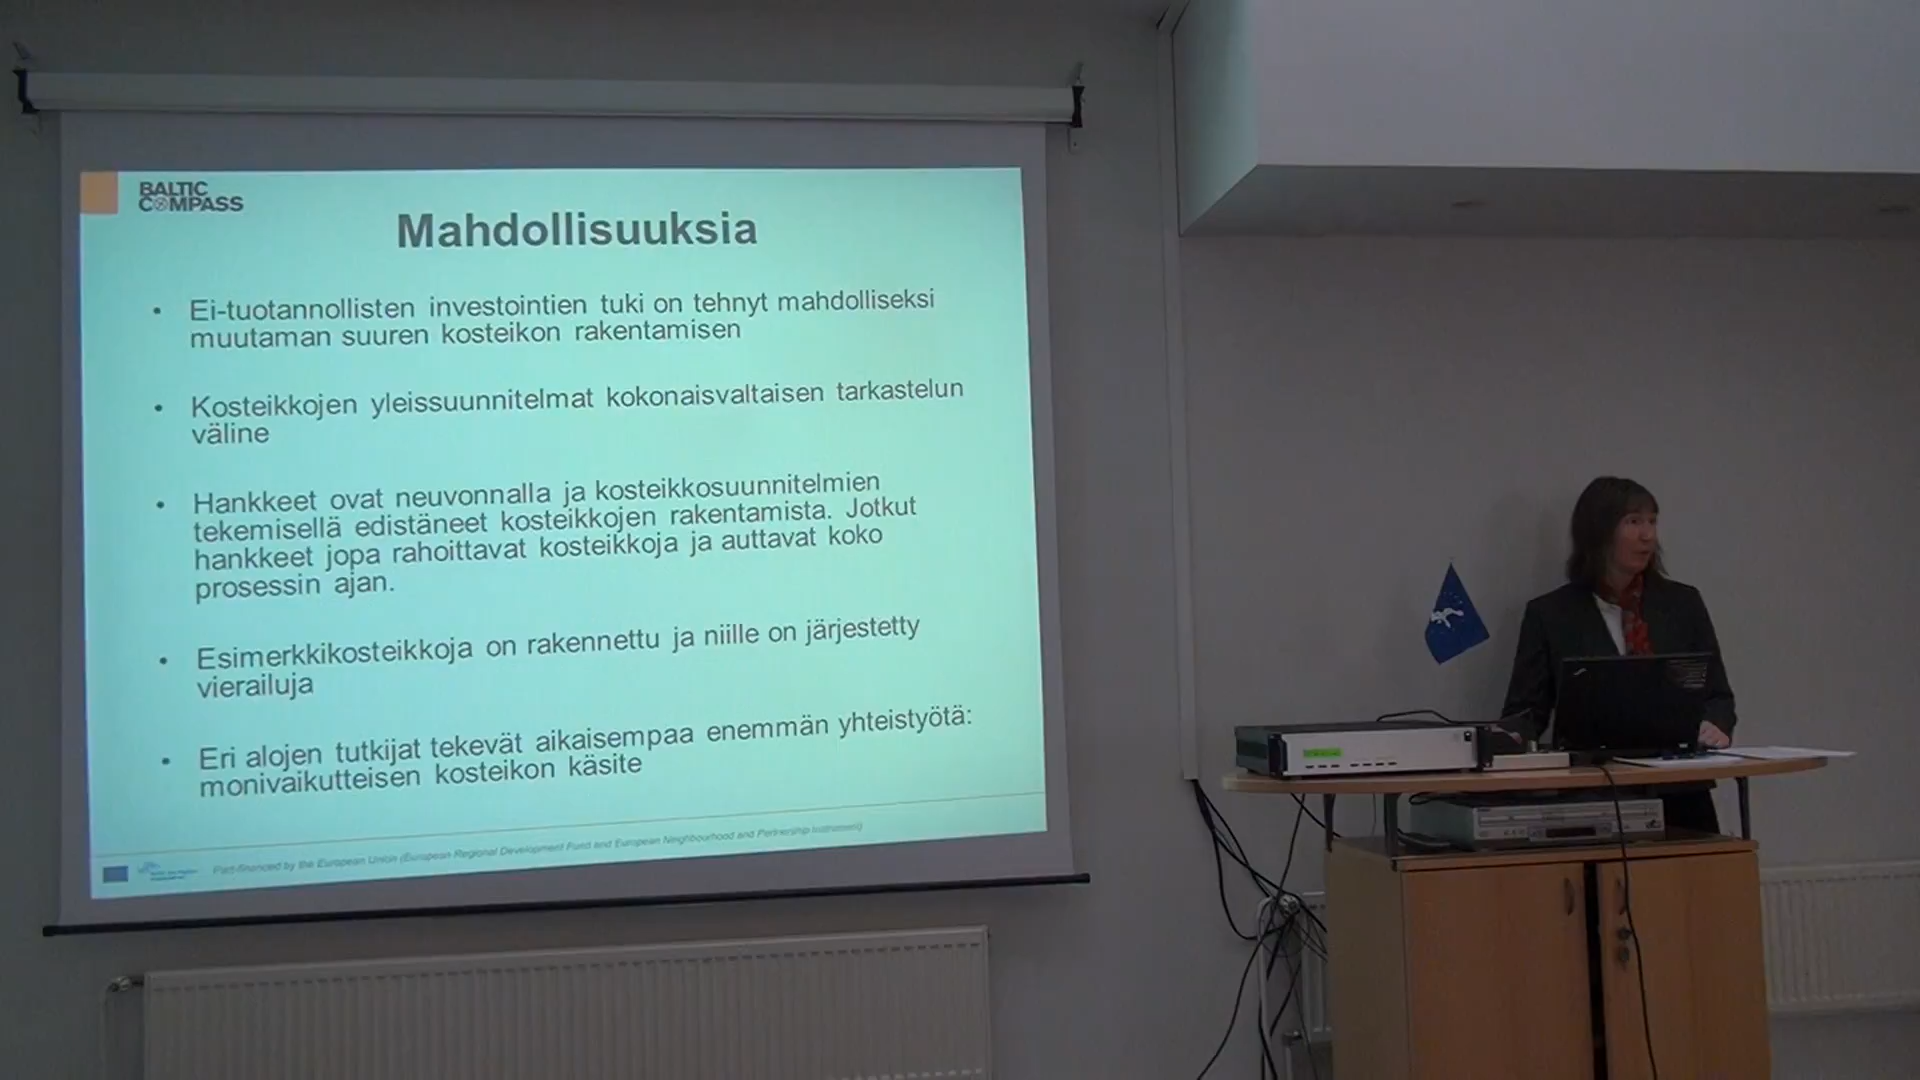 BALTIC
COMPASS
Mahdollisuuksia
• Ei-tuotannollisten investointien tuki on tehnyt mahdolliseksi
muutaman suuren kosteikon rakentamisen
• Kosteikkojen yleissuunnitelmat kokonaisvaltaisen tarkastelun
väline
• Hankkeet ovat neuvonnalla ja kosteikkosuunnitelmien
tekemisellä edistäneet kosteikkojen rakentamista. Jotkut
hankkeet jopa rahoittavat kosteikkoja ja auttavat koko
prosessin ajan.
• Esimerkkikosteikkoja on rakennettu ja niille on järjestetty
vierailuja
• Eri alojen tutkijat tekevät aikaisempaa enemmän yhteistyötä:
monivaikutteisen kosteikon käsite
Part-financed by the European Union (European Regional Development Fund and European Neighbourhood and Partnership Instrument)